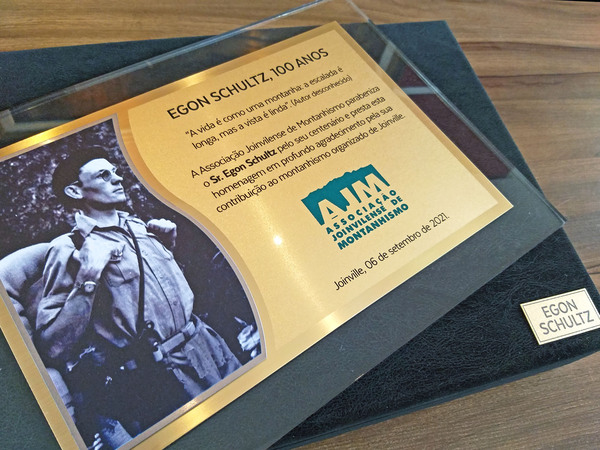 EGON SCHULTZ, 100 ANOS
"A vida é como uma montanha: a escalada é
longa, mas a vista é linda". (Autor desconhecido)
A Associação Joinvilense de Montanhismo parabeniza
o Sr. Egon Schultz pelo seu centenário e presta esta
homenagem em profundo agradecimento pela sua
contribuição ao montanhismo organizado de Joinville.
AJM
ASSOCIAÇÃO
JOINVILENSE DE
MONTANHISMO
Joinville, 06 de setembro de 2021.
EGON
SCHULTZ